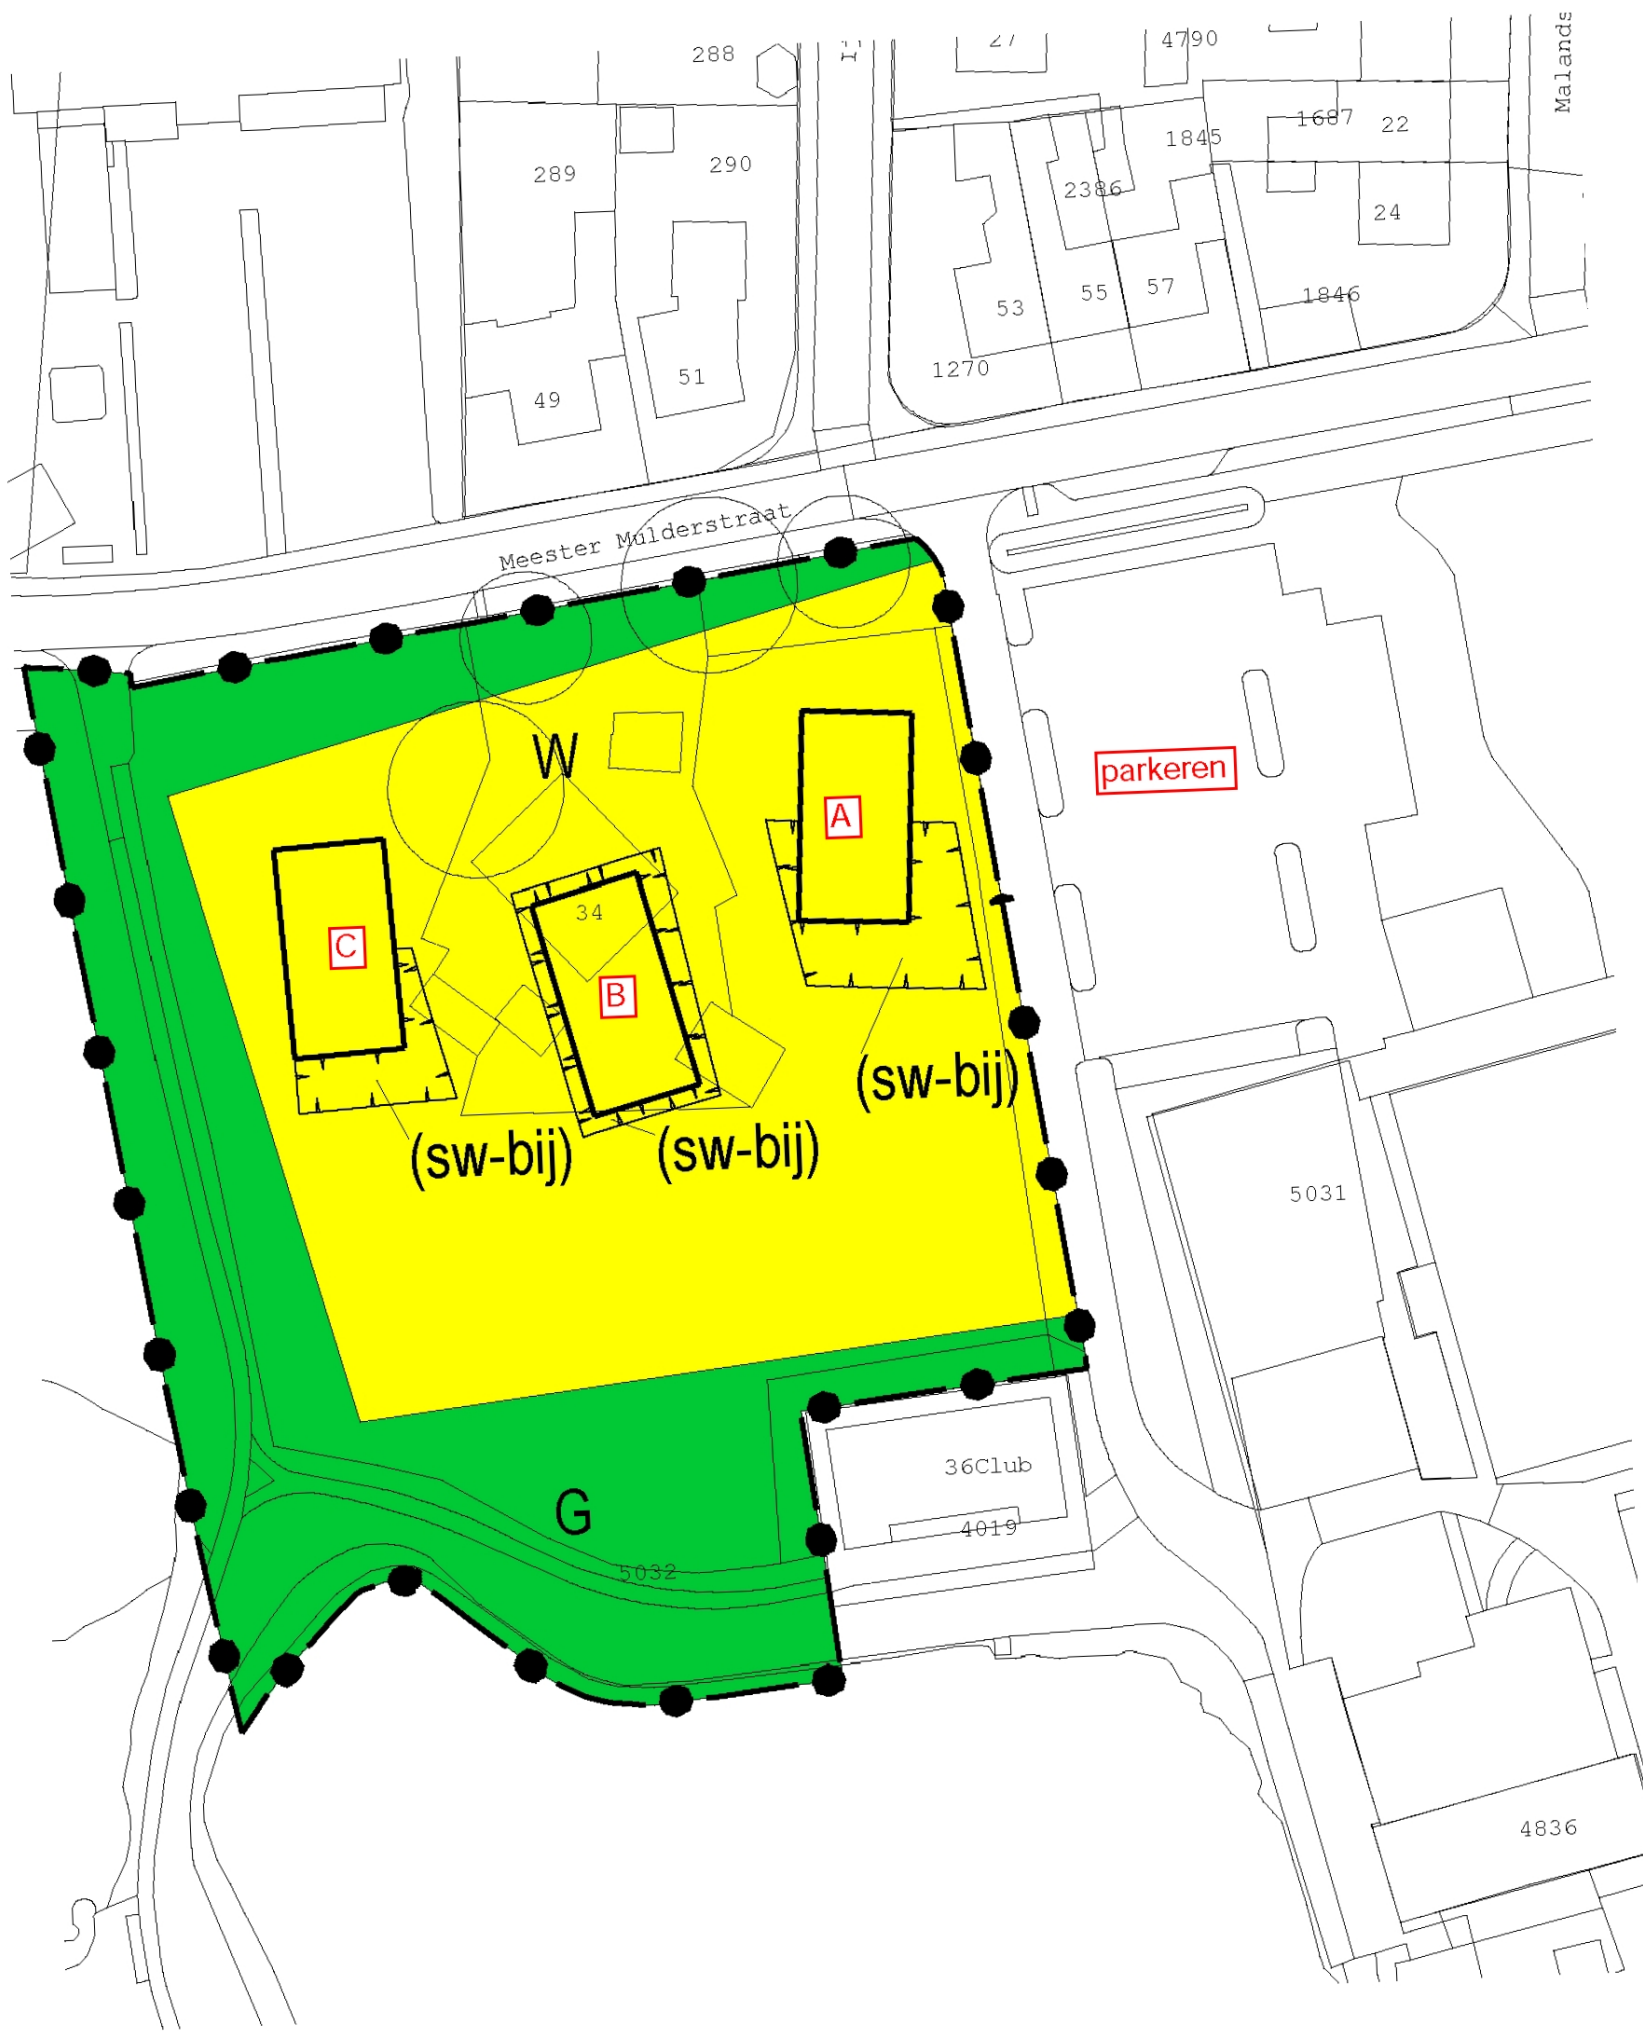 288
27
4790
Malands
289
290
1845
1687
22
2386
24
53
55
57
1846
1270
49
51
Meester Mulderstraat
W
parkeren
A
34
C
B
(sw-bij)
(sw-bij)
(sw-bij)
5031
36Club
4019
G
5032
4836